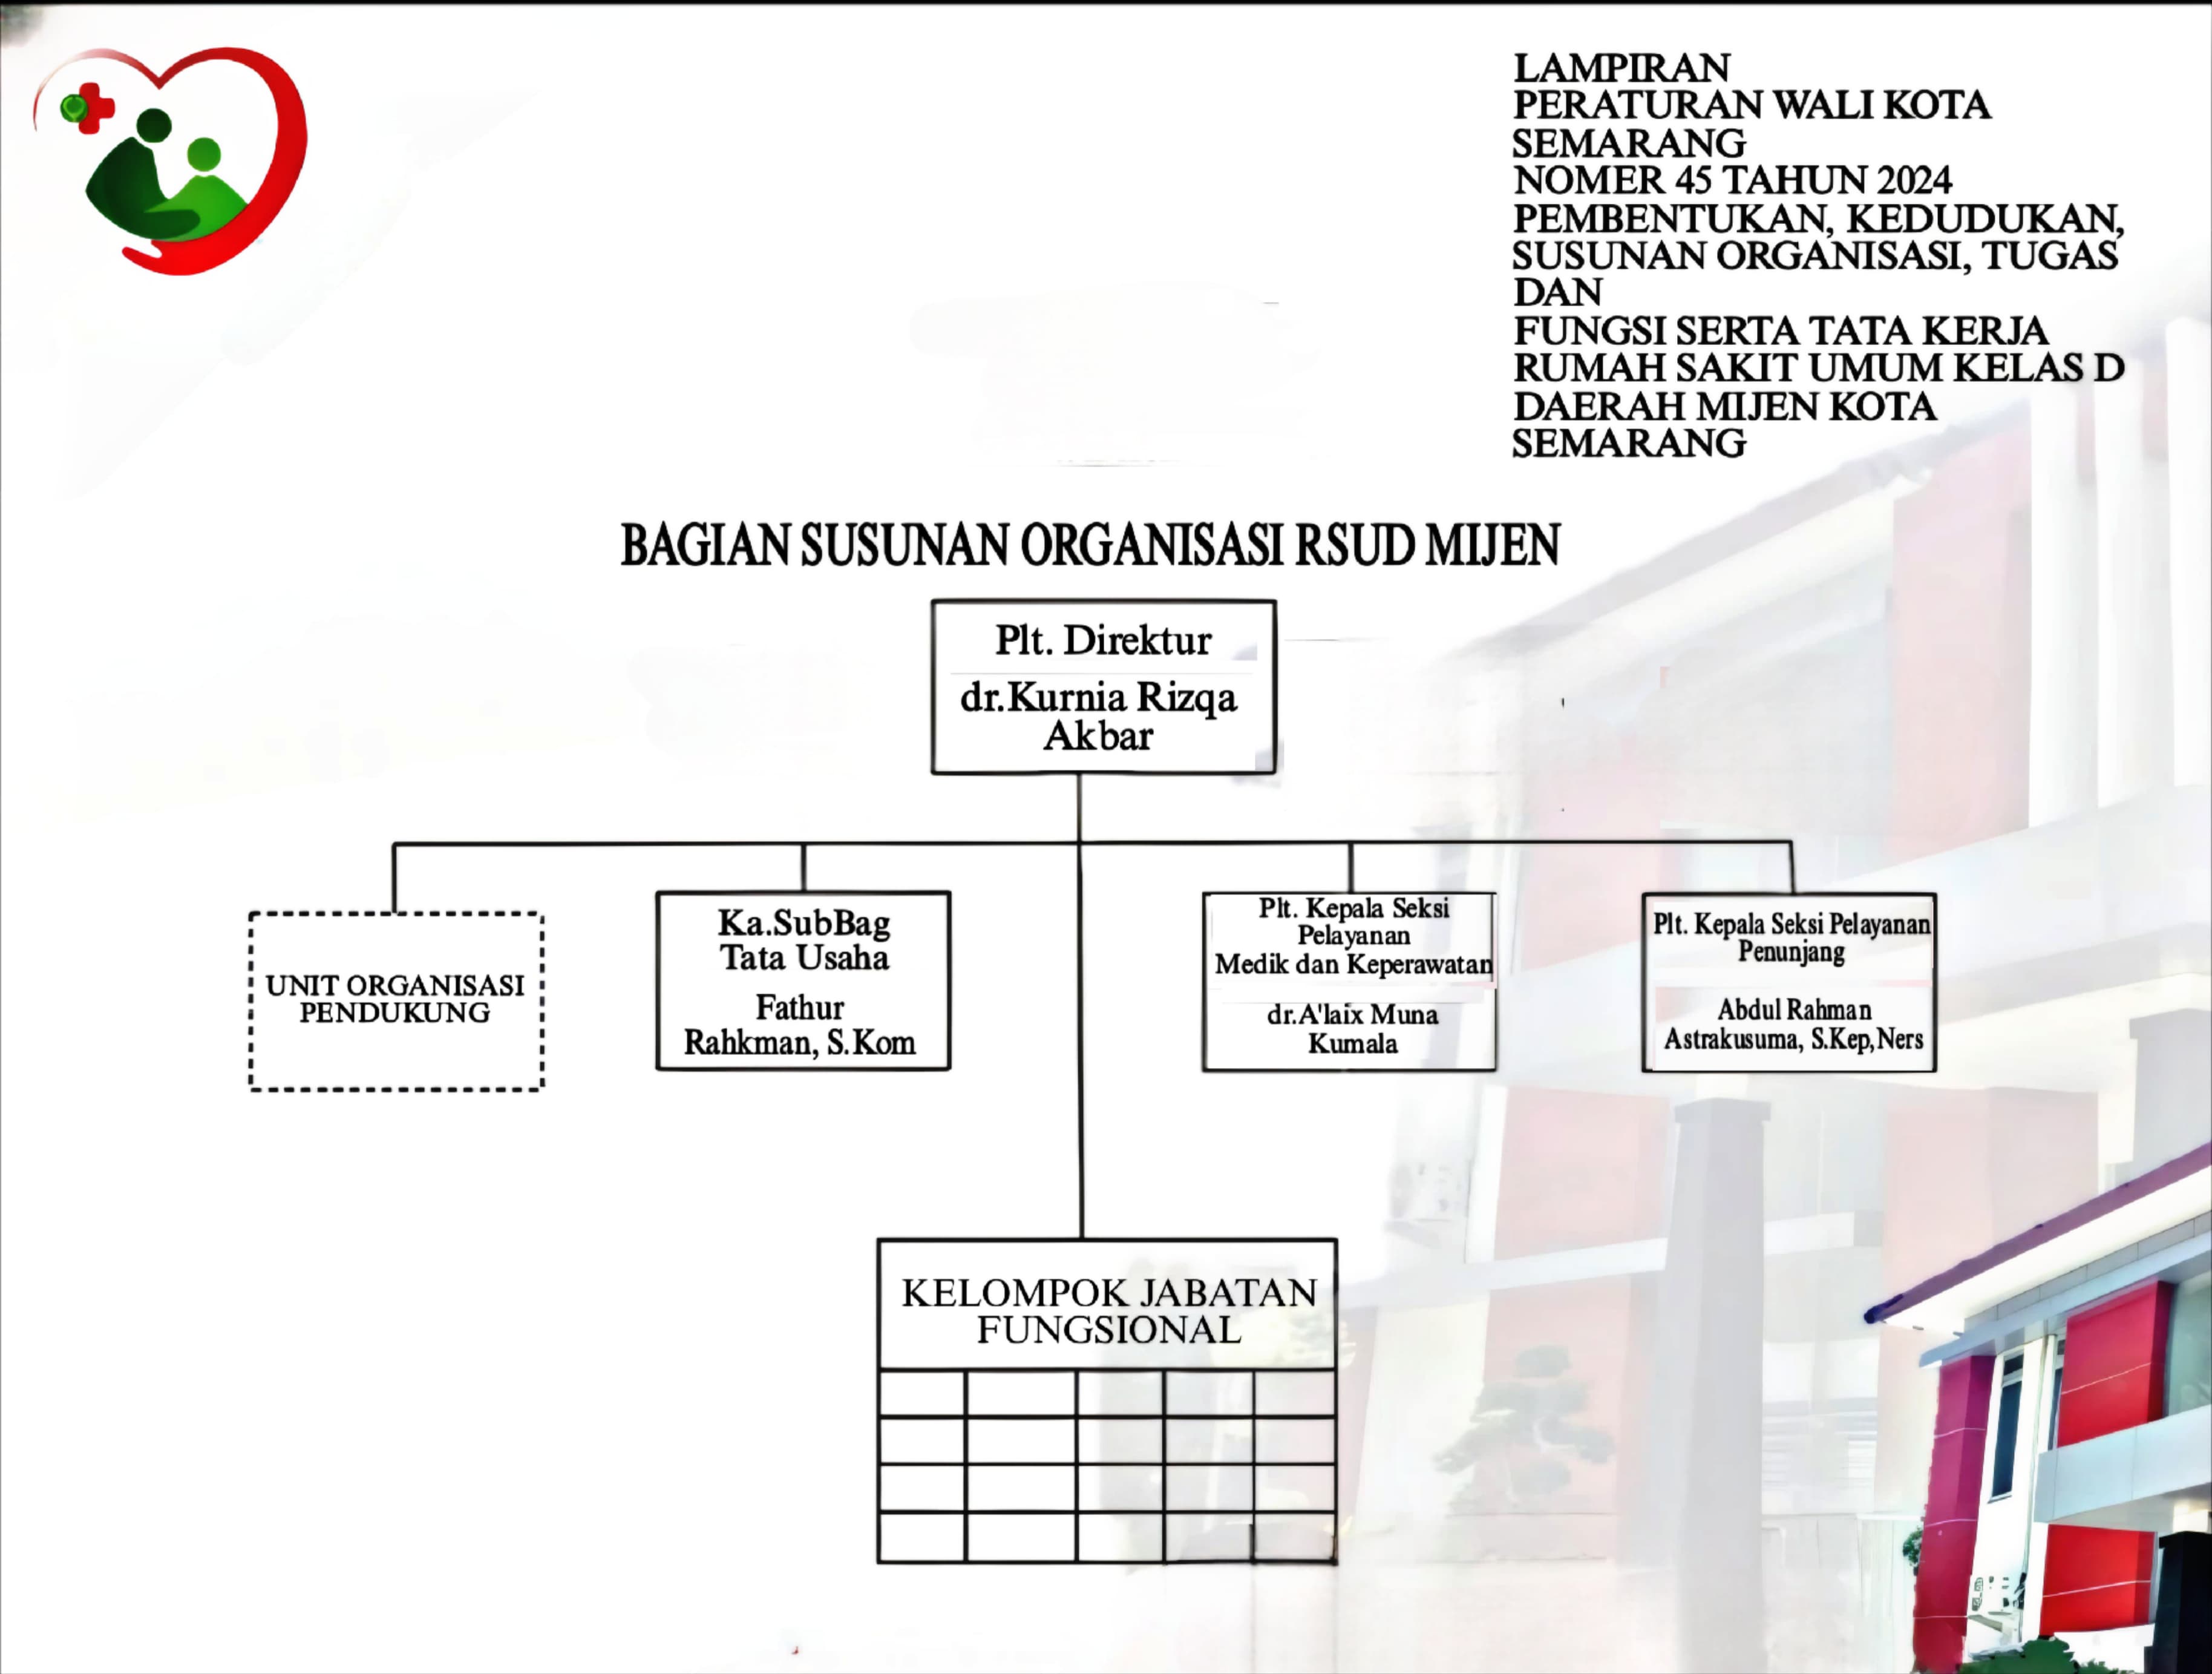 LAMPIRAN
PERATURAN WALI KOTA
SEMARANG
NOMER 45 TAHUN 2024
PEMBENTUKAN, KEDUDUKAN,
SUSUNAN ORGANISASI, TUGAS
DAN
FUNGSI SERTA TATA KERJA
RUMAH SAKIT UMUM KELAS D
DAERAH MIJEN KOTA
SEMARANG
BAGIAN SUSUNAN ORGANISASI RSUD MIJEN
Plt. Direktur
dr.Kurnia Rizqa
Akbar
UNIT ORGANISASI
PENDUKUNG
Ka.SubBag
Tata Usaha
Fathur
Rahkman, S.Kom
Plt. Kepala Seksi
Pelayanan
Medik dan Keperawatan
dr.A'laix Muna
Kumala
Plt. Kepala Seksi Pelayanan
Penunjang
Abdul Rahman
Astrakusuma, S.Kep,Ners
KELOMPOK JABATAN
FUNGSIONAL